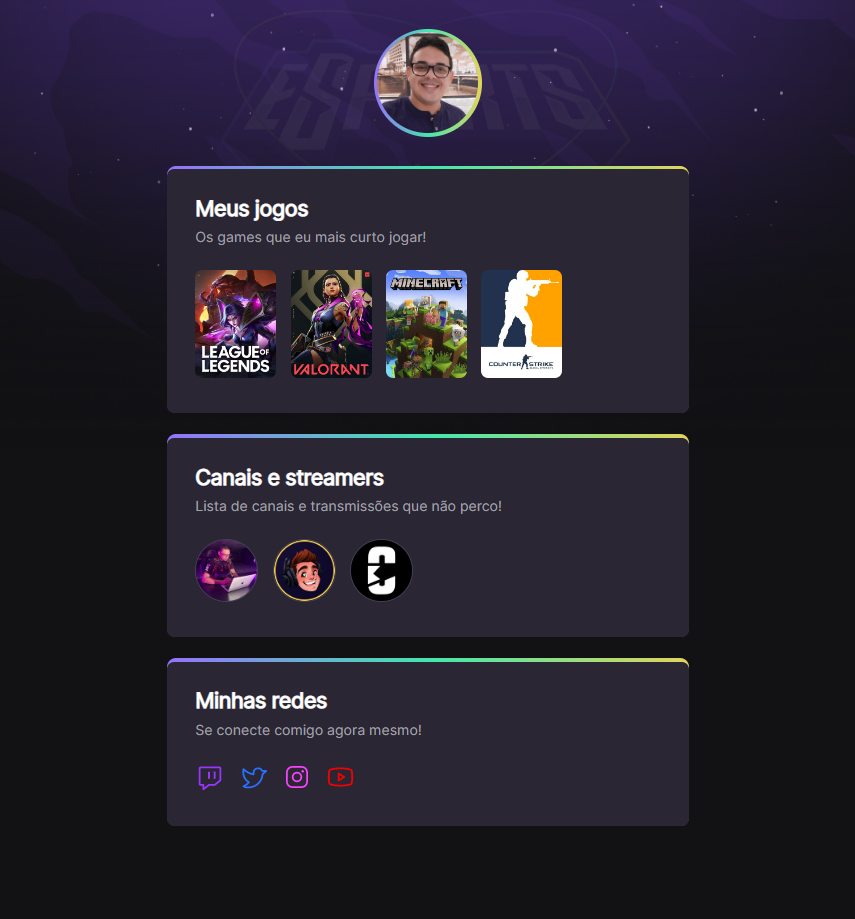 ESPORTS
Meus jogos
Os games que eu mais curto jogar!
LEAGUE OF
LEGENDS
VALORANT
MINECRAFT
COUNTER STRIKE
Canais e streamers
Lista de canais e transmissões que não perco!
Minhas redes
Se conecte comigo agora mesmo!